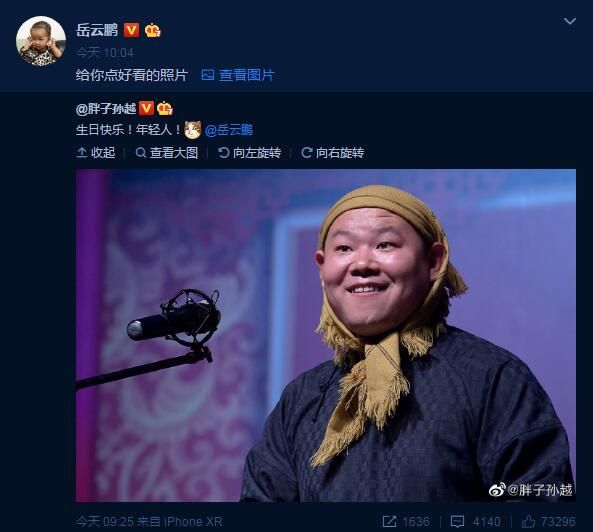 岳云鹏
今天 10:04
给你点好看的照片 查看图片
@胖子孙越
生日快乐！年轻人！@岳云鹏
收起 查看大图 向左旋转 向右旋转
@胖子孙越
今天 09:25 来自 iPhone XR 1636 4140 73296